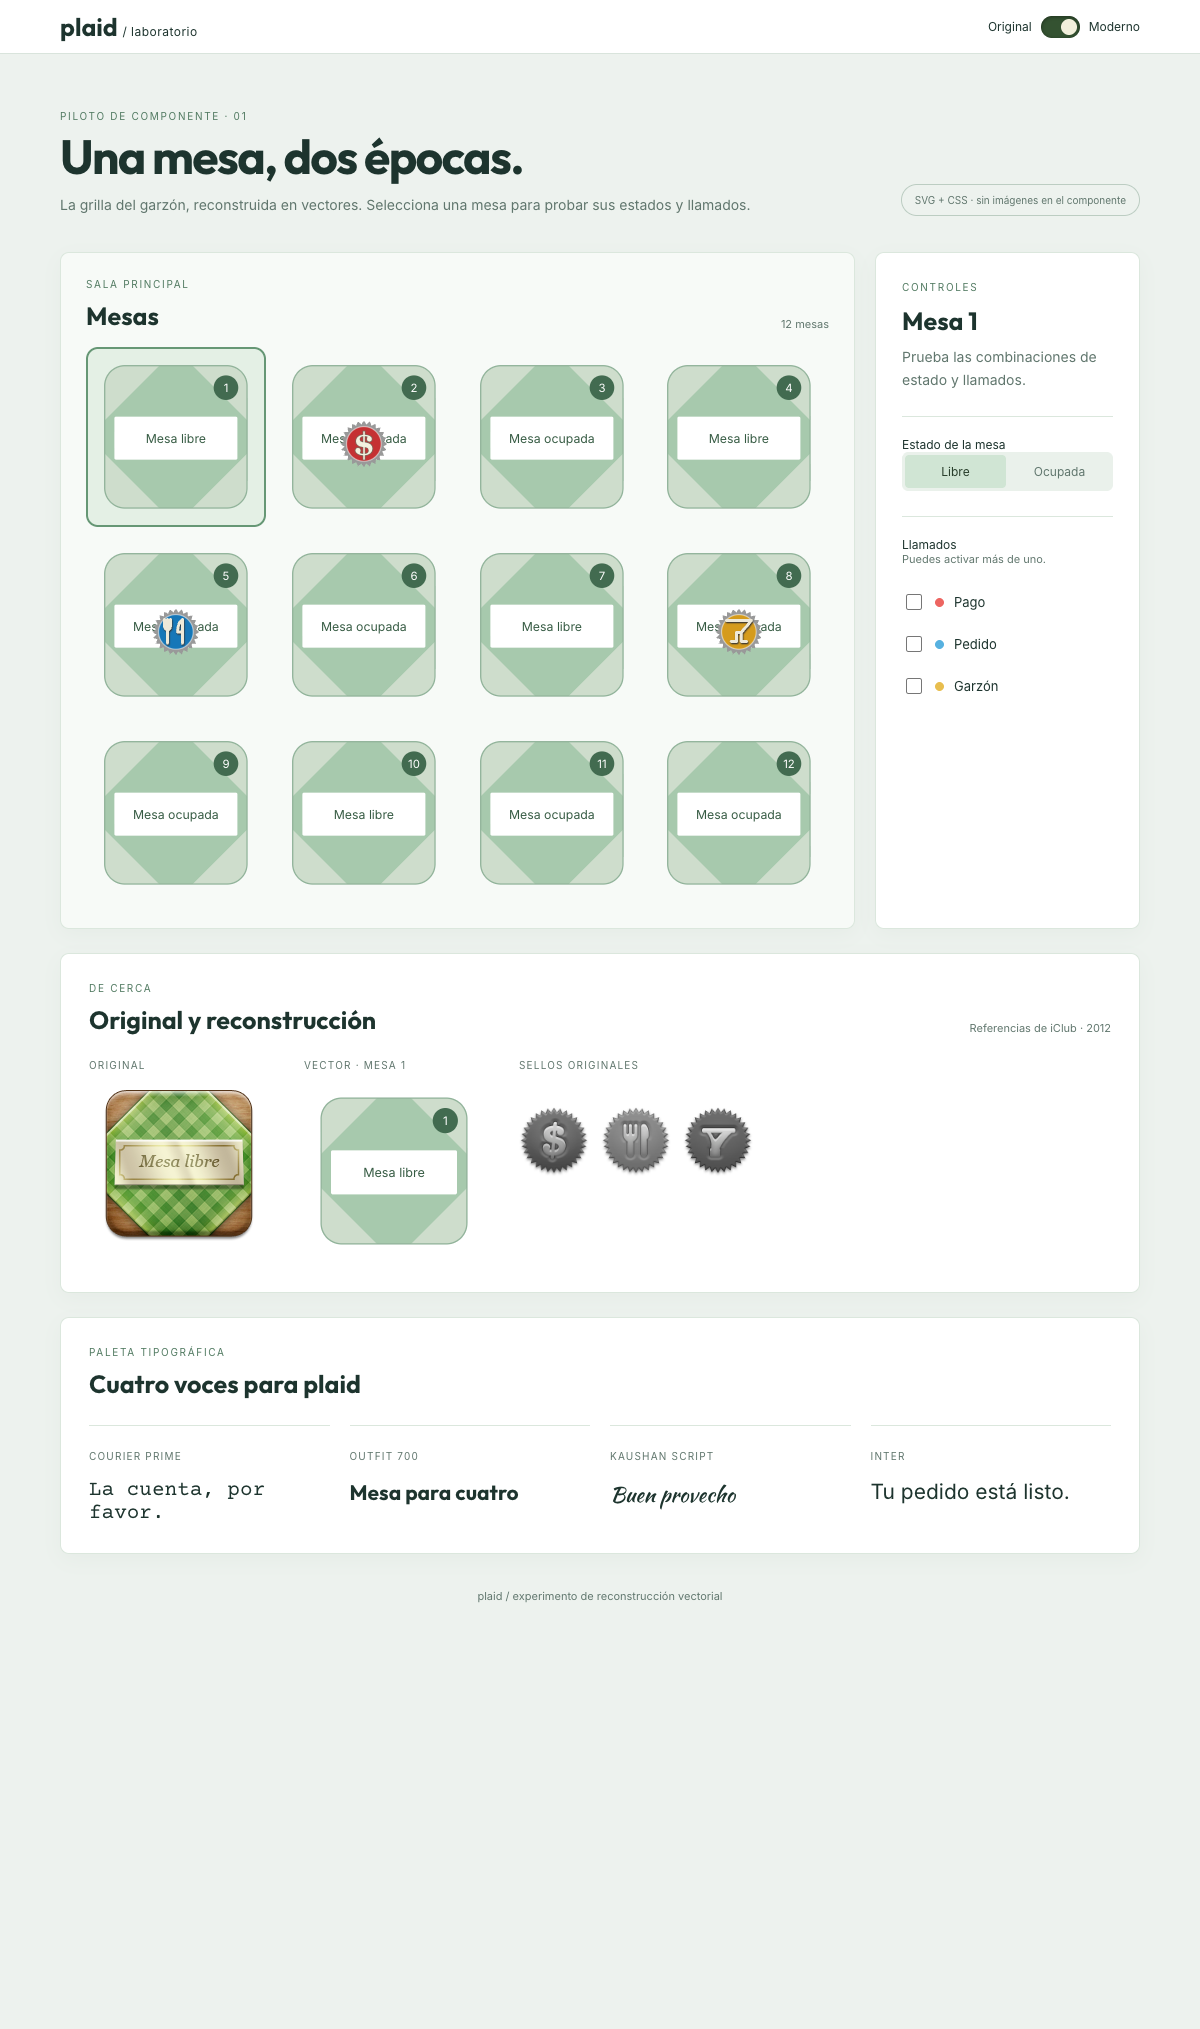 plaid / laboratorio
Original Moderno
PILOTO DE COMPONENTE · 01
Una mesa, dos épocas.
La grilla del garzón, reconstruida en vectores. Selecciona una mesa para probar sus estados y llamados.
SVG + CSS · sin imágenes en el componente
SALA PRINCIPAL
Mesas
12 mesas
1
Mesa libre
2
Mes ada
$
3
Mesa ocupada
4
Mesa libre
5
Mes ada
6
Mesa ocupada
7
Mesa libre
8
Mes ada
9
Mesa ocupada
10
Mesa libre
11
Mesa ocupada
12
Mesa ocupada
CONTROLES
Mesa 1
Prueba las combinaciones de
estado y llamados.
Estado de la mesa
Libre Ocupada
Llamados
Puedes activar más de uno.
Pago
Pedido
Garzón
DE CERCA
Original y reconstrucción
Referencias de iClub · 2012
ORIGINAL
Mesa libre
VECTOR · MESA 1
1
Mesa libre
SELLOS ORIGINALES
$
PALETA TIPOGRÁFICA
Cuatro voces para plaid
COURIER PRIME
La cuenta, por
favor.
OUTFIT 700
Mesa para cuatro
KAUSHAN SCRIPT
Buen provecho
INTER
Tu pedido está listo.
plaid / experimento de reconstrucción vectorial